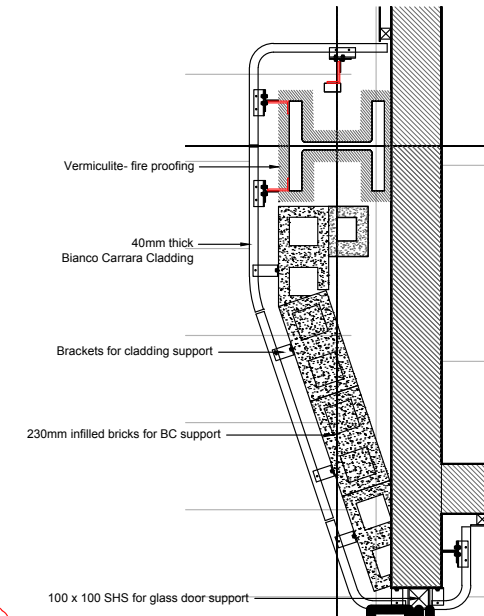 Vermiculite- fire proofing
40mm thick
Bianco Carrara Cladding
Brackets for cladding support
230mm infilled bricks for BC support
100 x 100 SHS for glass door support